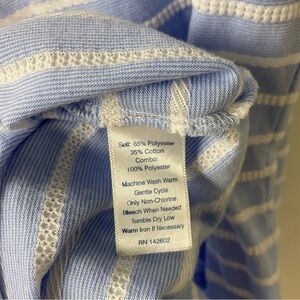 Self: 65% Polyester
35% Cotton
Combo:
100% Polyester
Machine Wash Warm
Gentle Cycle
Only Non-Chlorine
Bleach When Needed
Tumble Dry Low
Warm Iron If Necessary
RN 142602